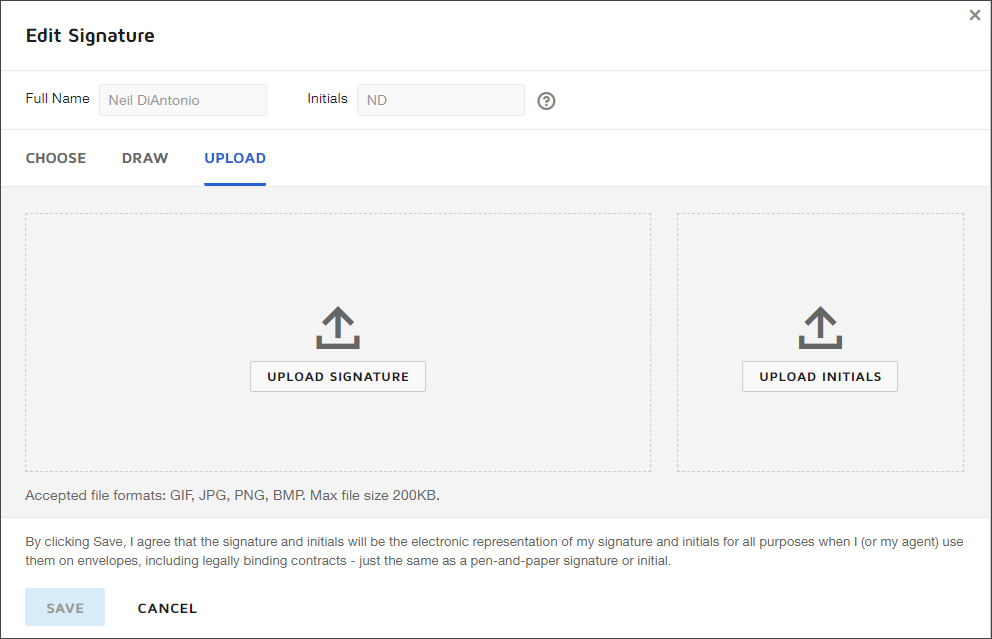 Edit Signature
Full Name Neil DiAntonio Initials ND
CHOOSE DRAW UPLOAD
UPLOAD SIGNATURE UPLOAD INITIALS
Accepted file formats: GIF, JPG, PNG, BMP. Max file size 200KB.
By clicking Save, I agree that the signature and initials will be the electronic representation of my signature and initials for all purposes when I (or my agent) use
them on envelopes, including legally binding contracts - just the same as a pen-and-paper signature or initial.
SAVE CANCEL